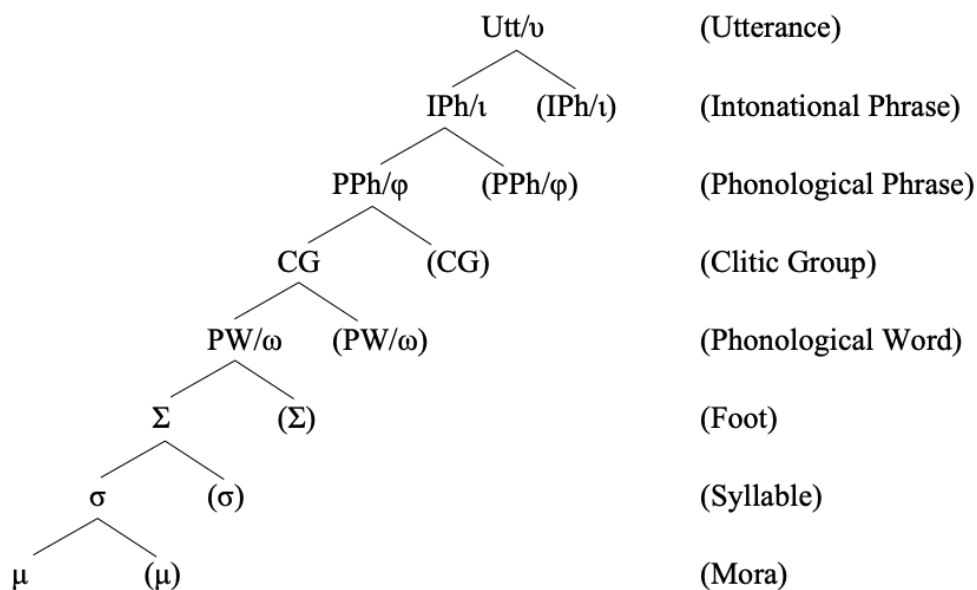 Utt/υ (Utterance)
IPh/ι (IPh/ι) (Intonational Phrase)
PPh/φ (PPh/φ) (Phonological Phrase)
CG (CG) (Clitic Group)
PW/ω (PW/ω) (Phonological Word)
Σ (Σ) (Foot)
σ (σ) (Syllable)
μ (μ) (Mora)